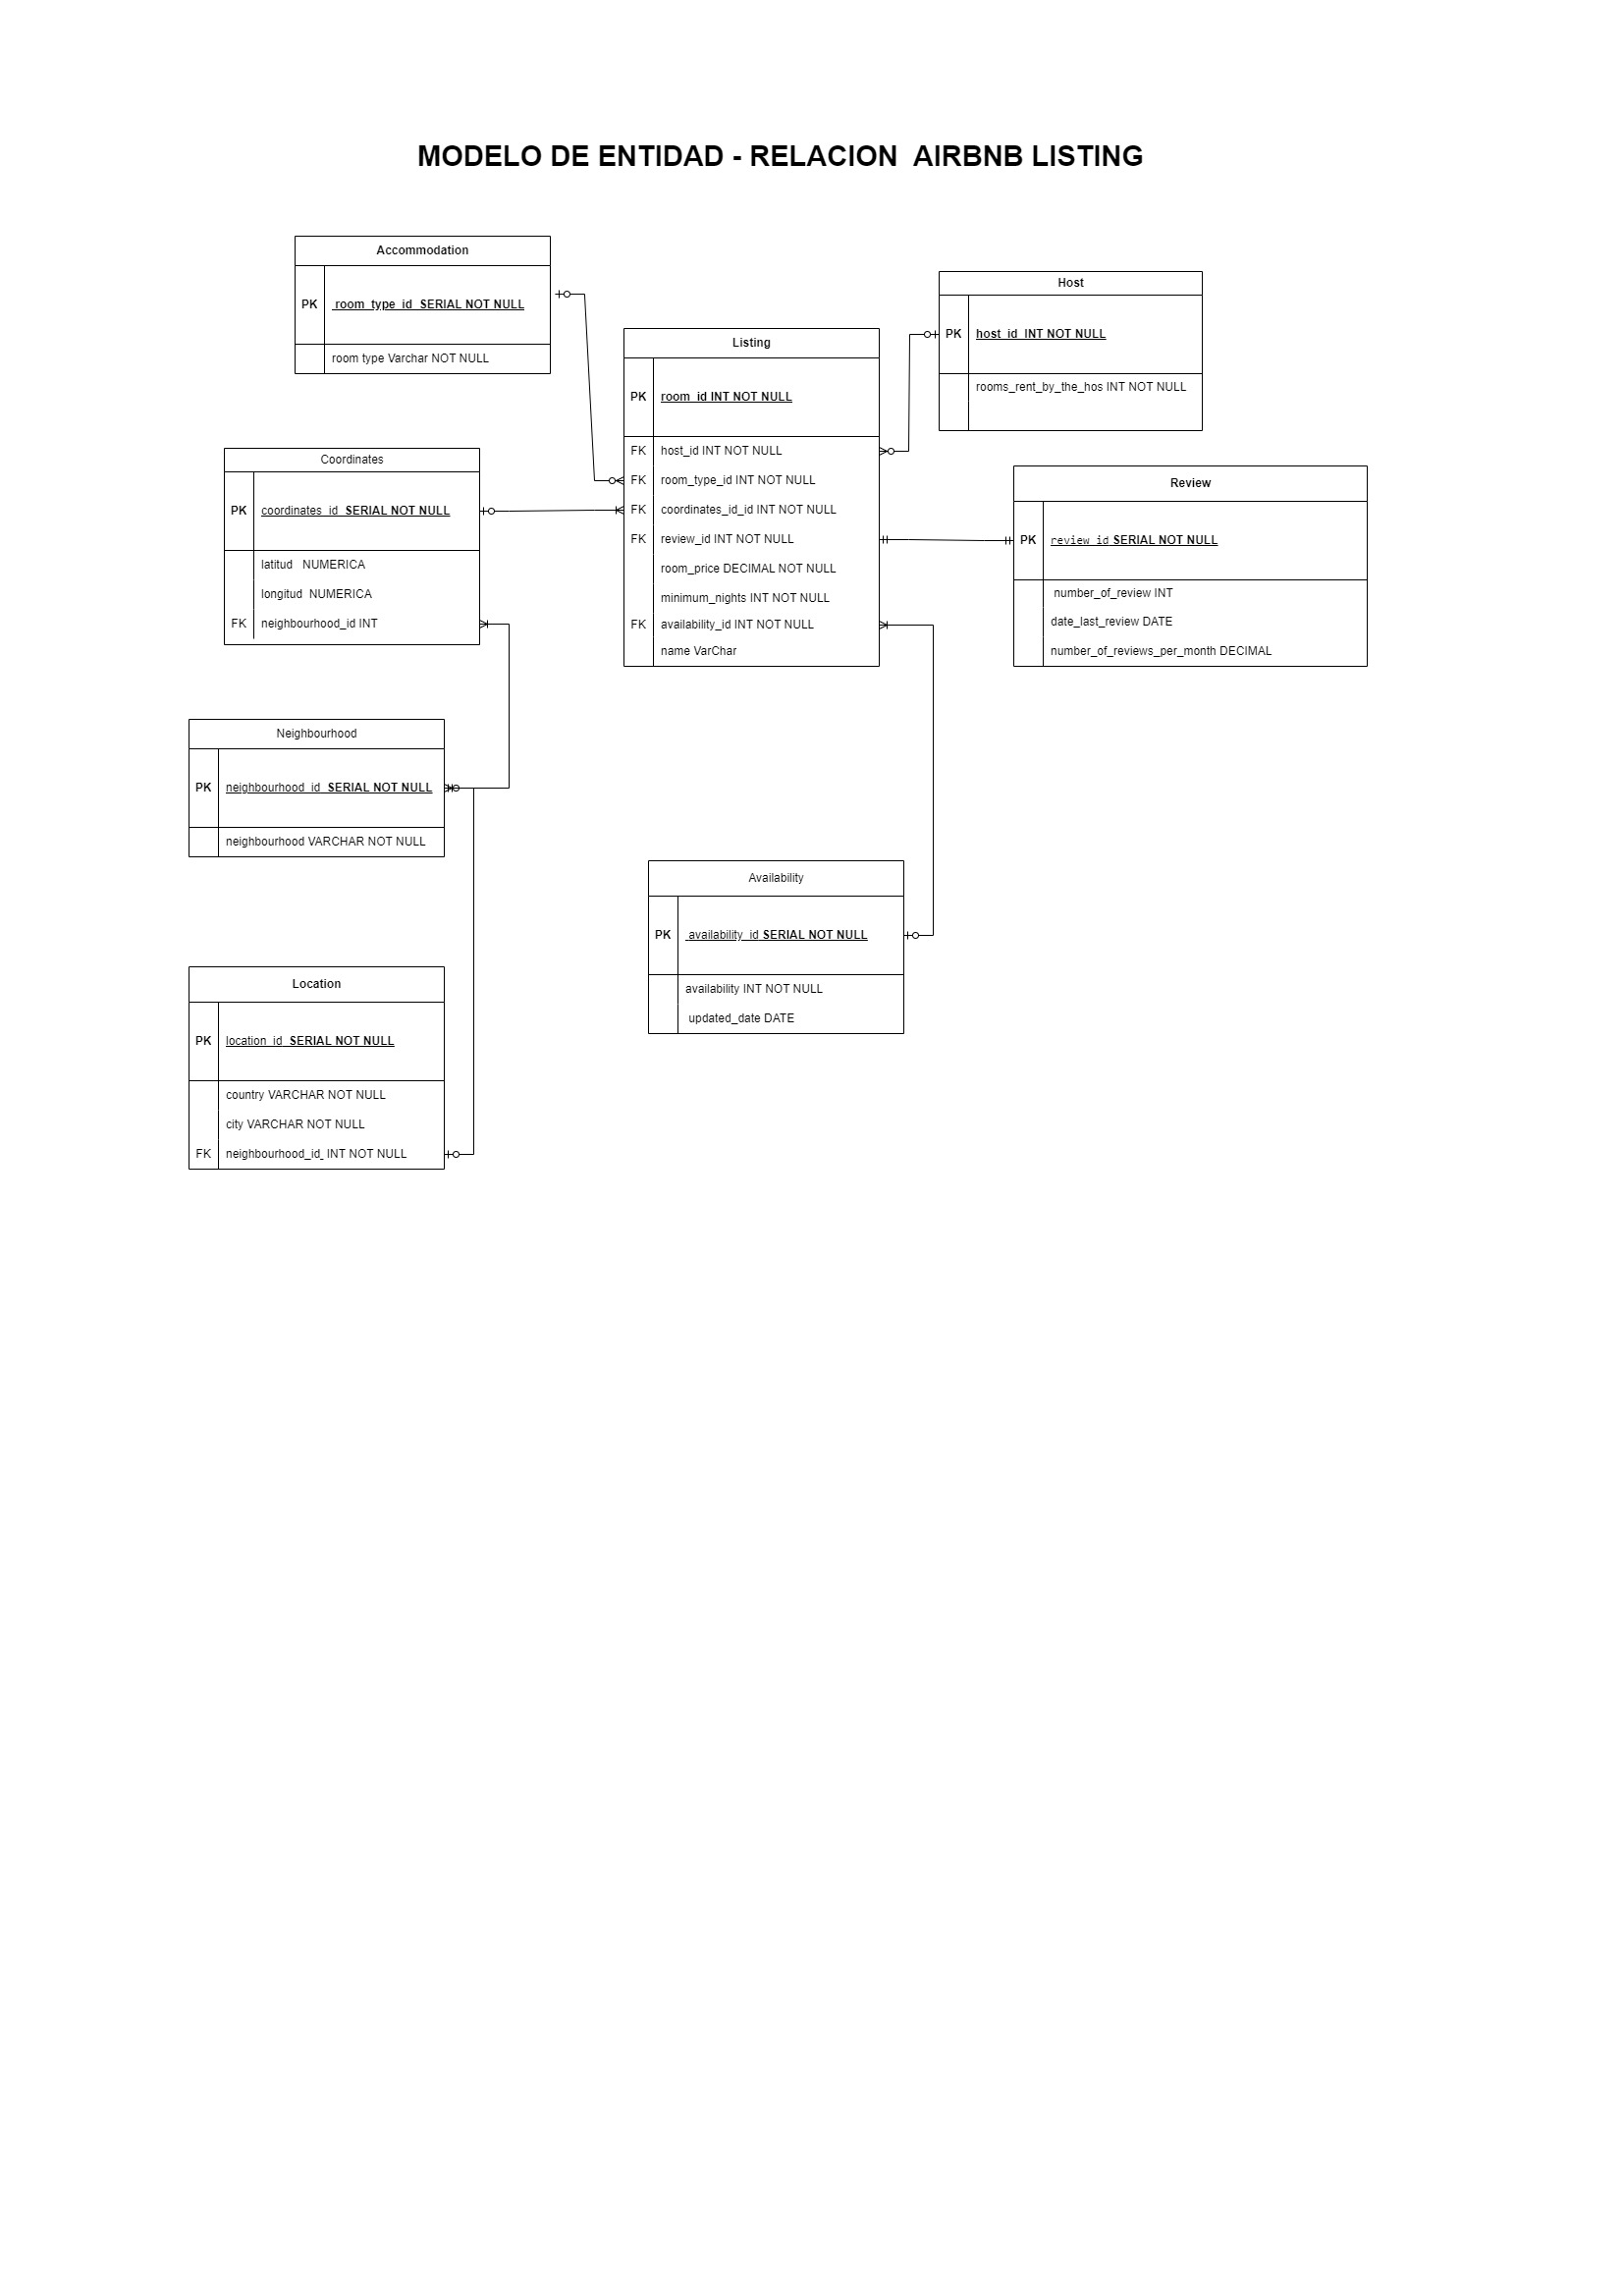 MODELO DE ENTIDAD - RELACION  AIRBNB LISTING
Accommodation
PK room_type_id  SERIAL NOT NULL
room type Varchar NOT NULL
Host
PK host_id  INT NOT NULL
rooms_rent_by_the_hos INT NOT NULL
Listing
PK room_id INT NOT NULL
FK host_id INT NOT NULL
FK room_type_id INT NOT NULL
FK coordinates_id_id INT NOT NULL
FK review_id INT NOT NULL
room_price DECIMAL NOT NULL
minimum_nights INT NOT NULL
FK availability_id INT NOT NULL
name VarChar
Coordinates
PK coordinates_id  SERIAL NOT NULL
latitud   NUMERICA
longitud  NUMERICA
FK neighbourhood_id INT
Review
PK review_id SERIAL NOT NULL
number_of_review INT
date_last_review DATE
number_of_reviews_per_month DECIMAL
Neighbourhood
PK neighbourhood_id  SERIAL NOT NULL
neighbourhood VARCHAR NOT NULL
Availability
PK availability_id SERIAL NOT NULL
availability INT NOT NULL
updated_date DATE
Location
PK location_id  SERIAL NOT NULL
country VARCHAR NOT NULL
city VARCHAR NOT NULL
FK neighbourhood_id_ INT NOT NULL